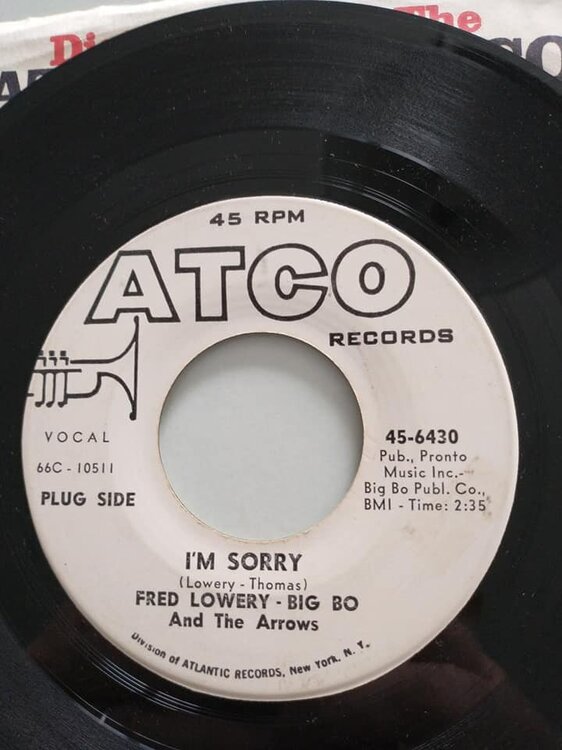 The
45 RPM
ATCO
RECORDS
VOCAL
66C - 10511
PLUG SIDE
45-6430
Pub., Pronto
Music Inc.-
Big Bo Publ. Co.,
BMI - Time: 2:35
I'M SORRY
(Lowery - Thomas)
FRED LOWERY - BIG BO
And The Arrows
Division of ATLANTIC RECORDS, New York, N. Y.